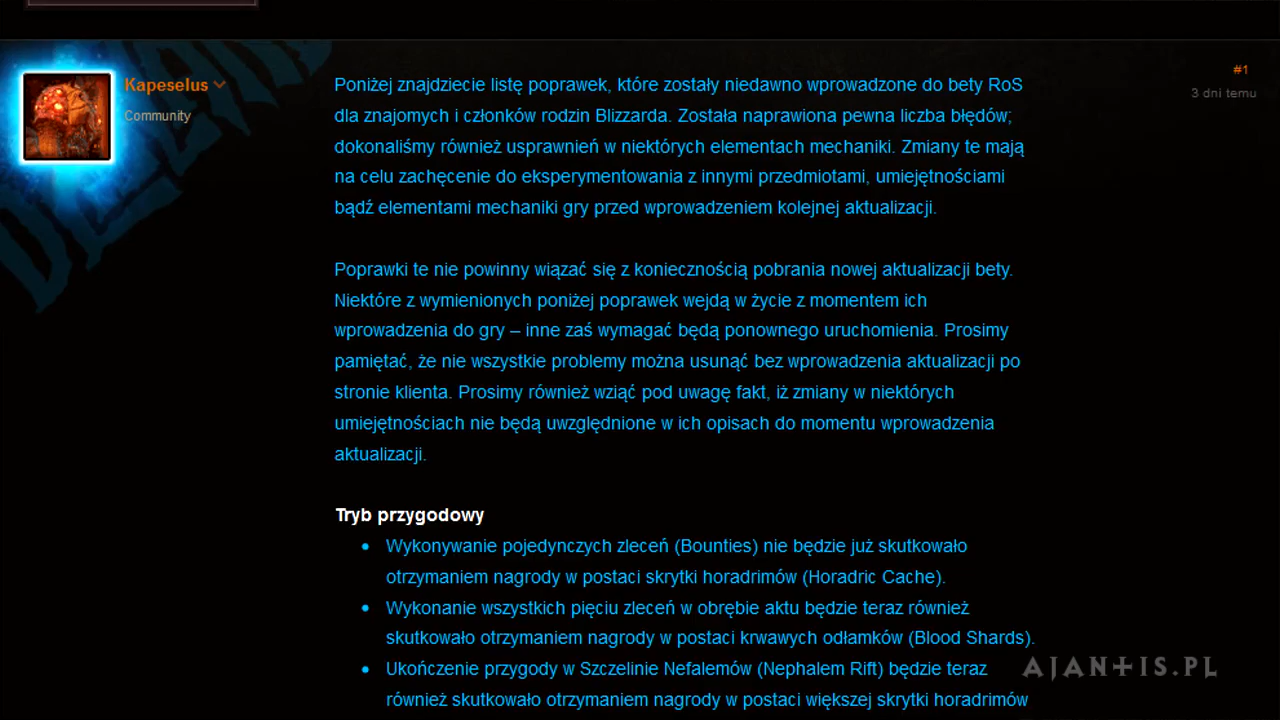 Kapeselus
Community
#1
3 dni temu
Poniżej znajdziecie listę poprawek, które zostały niedawno wprowadzone do bety RoS
dla znajomych i członków rodzin Blizzarda. Została naprawiona pewna liczba błędów;
dokonaliśmy również usprawnień w niektórych elementach mechaniki. Zmiany te mają
na celu zachęcenie do eksperymentowania z innymi przedmiotami, umiejętnościami
bądź elementami mechaniki gry przed wprowadzeniem kolejnej aktualizacji.
Poprawki te nie powinny wiązać się z koniecznością pobrania nowej aktualizacji bety.
Niektóre z wymienionych poniżej poprawek wejdą w życie z momentem ich
wprowadzenia do gry – inne zaś wymagać będą ponownego uruchomienia. Prosimy
pamiętać, że nie wszystkie problemy można usunąć bez wprowadzenia aktualizacji po
stronie klienta. Prosimy również wziąć pod uwagę fakt, iż zmiany w niektórych
umiejętnościach nie będą uwzględnione w ich opisach do momentu wprowadzenia
aktualizacji.
Tryb przygodowy
• Wykonywanie pojedynczych zleceń (Bounties) nie będzie już skutkowało
otrzymaniem nagrody w postaci skrytki horadrimów (Horadric Cache).
• Wykonanie wszystkich pięciu zleceń w obrębie aktu będzie teraz również
skutkowało otrzymaniem nagrody w postaci krwawych odłamków (Blood Shards).
• Ukończenie przygody w Szczelinie Nefalemów (Nephalem Rift) będzie teraz
również skutkowało otrzymaniem nagrody w postaci większej skrytki horadrimów
AJANTIS.PL